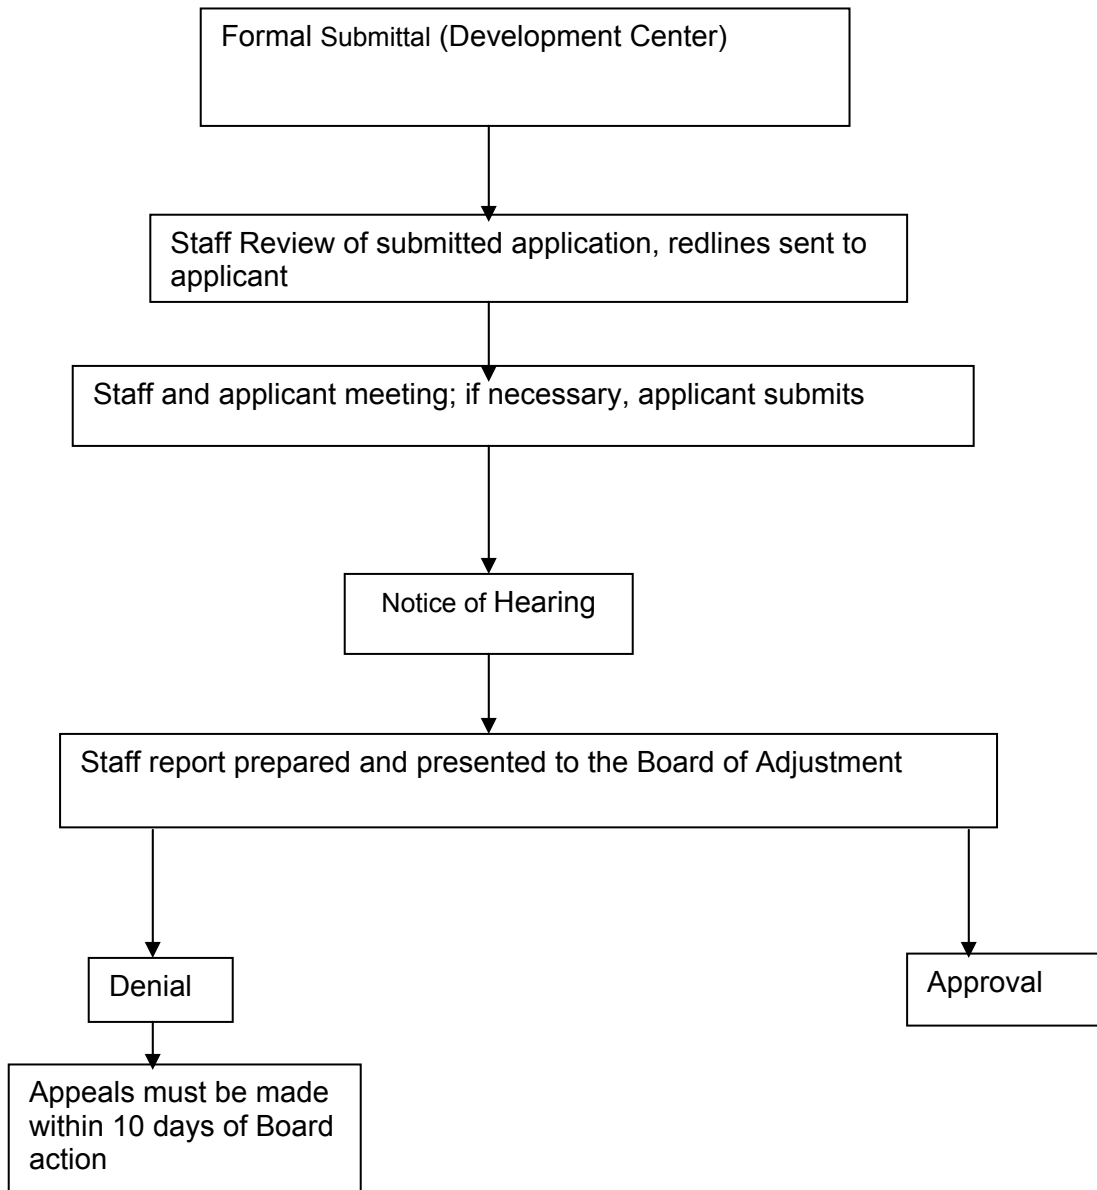 Formal Submittal (Development Center)
Staff Review of submitted application, redlines sent to
applicant
Staff and applicant meeting; if necessary, applicant submits
Notice of Hearing
Staff report prepared and presented to the Board of Adjustment
Denial
Approval
Appeals must be made
within 10 days of Board
action